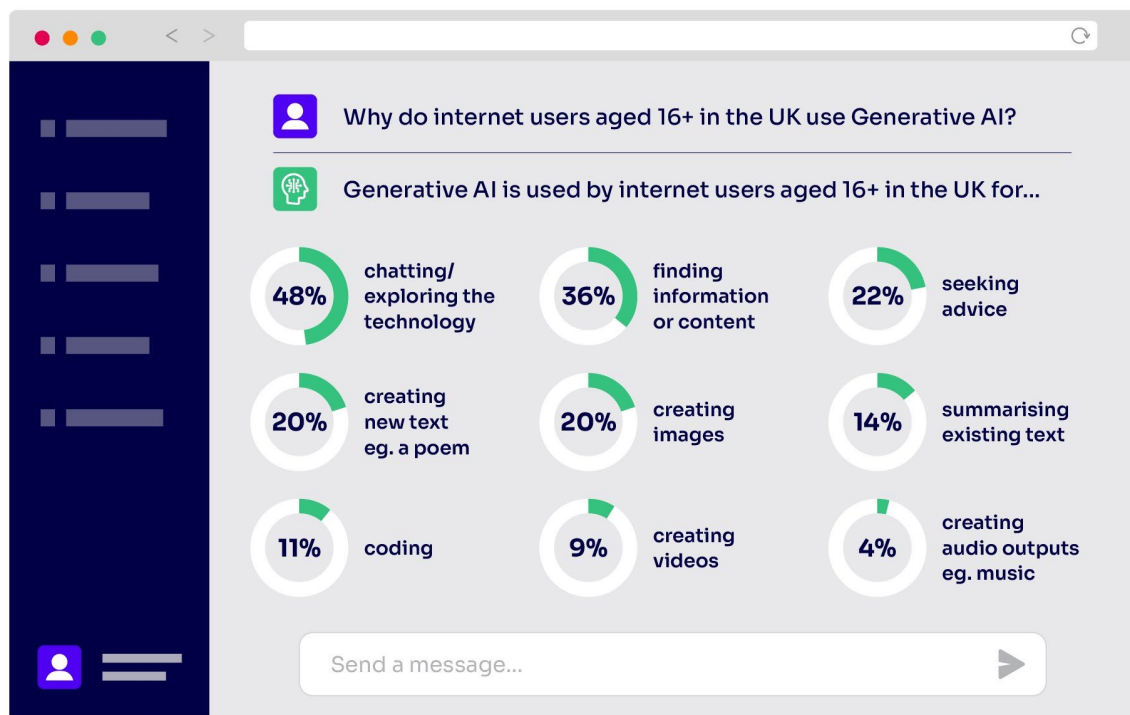 Why do internet users aged 16+ in the UK use Generative AI?
Generative AI is used by internet users aged 16+ in the UK for...
48%
chatting/
exploring the
technology
36%
finding
information
or content
22%
seeking
advice
20%
creating
new text
eg. a poem
20%
creating
images
14%
summarising
existing text
11%
coding
9%
creating
videos
4%
creating
audio outputs
eg. music
Send a message...